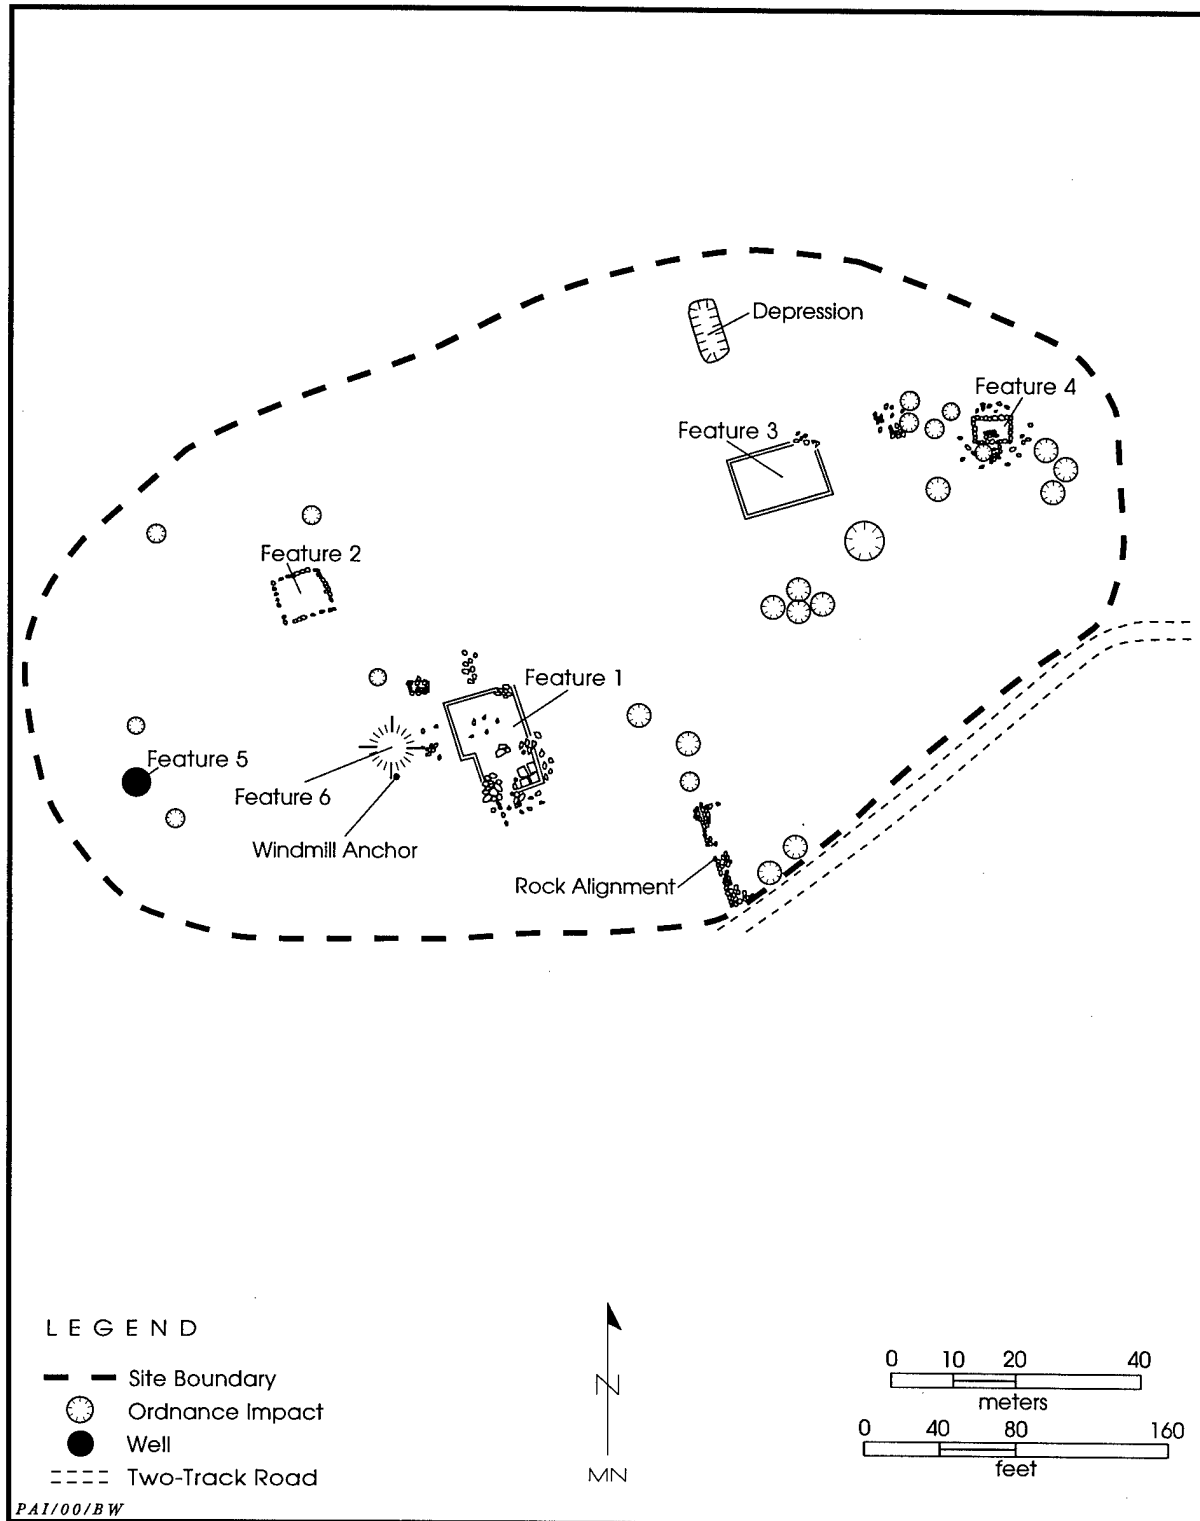 Depression
Feature 4
Feature 3
Feature 2
Feature 1
Feature 5
Feature 6
Windmill Anchor
Rock Alignment
LEGEND
Site Boundary
Ordnance Impact
Well
Two-Track Road
N
MN
0 10 20 40
meters
0 40 80 160
feet
PAI/00/BW